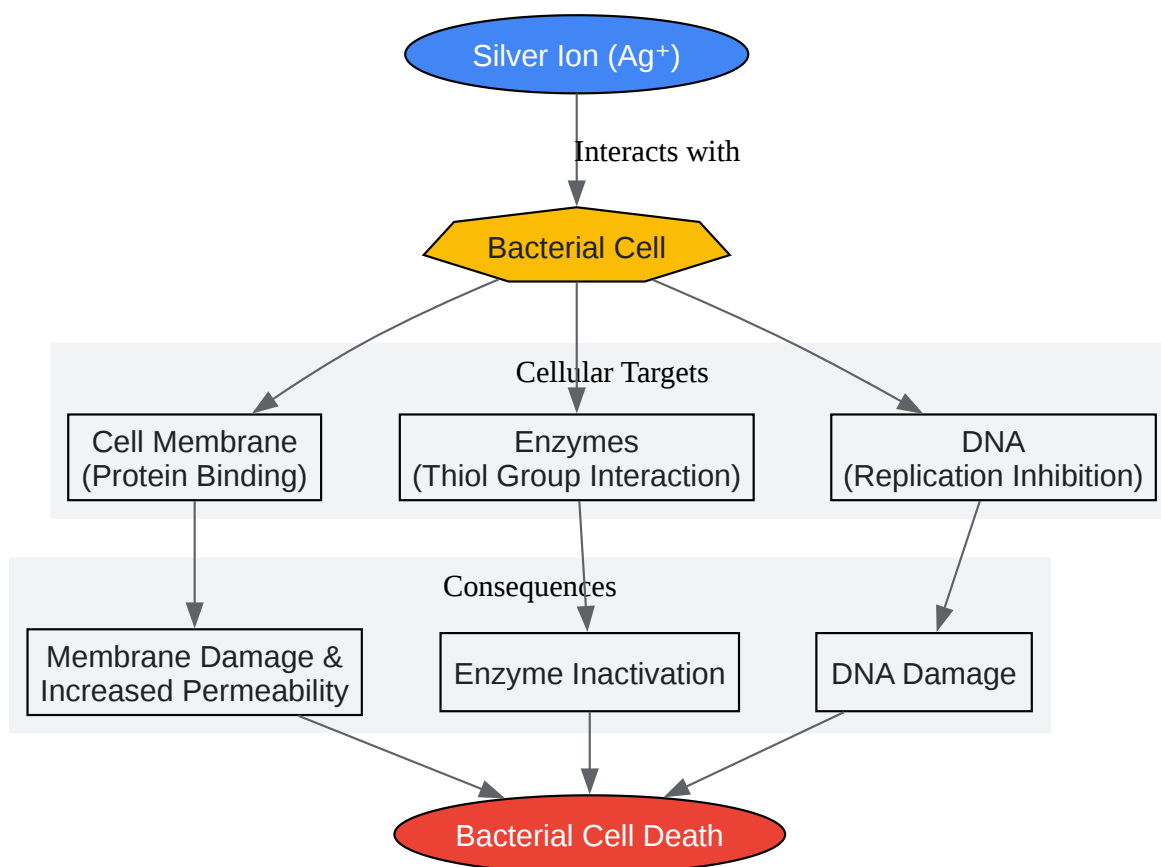 Silver Ion (Ag⁺)
Interacts with
Bacterial Cell
Cellular Targets
Cell Membrane
(Protein Binding)
Enzymes
(Thiol Group Interaction)
DNA
(Replication Inhibition)
Consequences
Membrane Damage &
Increased Permeability
Enzyme Inactivation
DNA Damage
Bacterial Cell Death